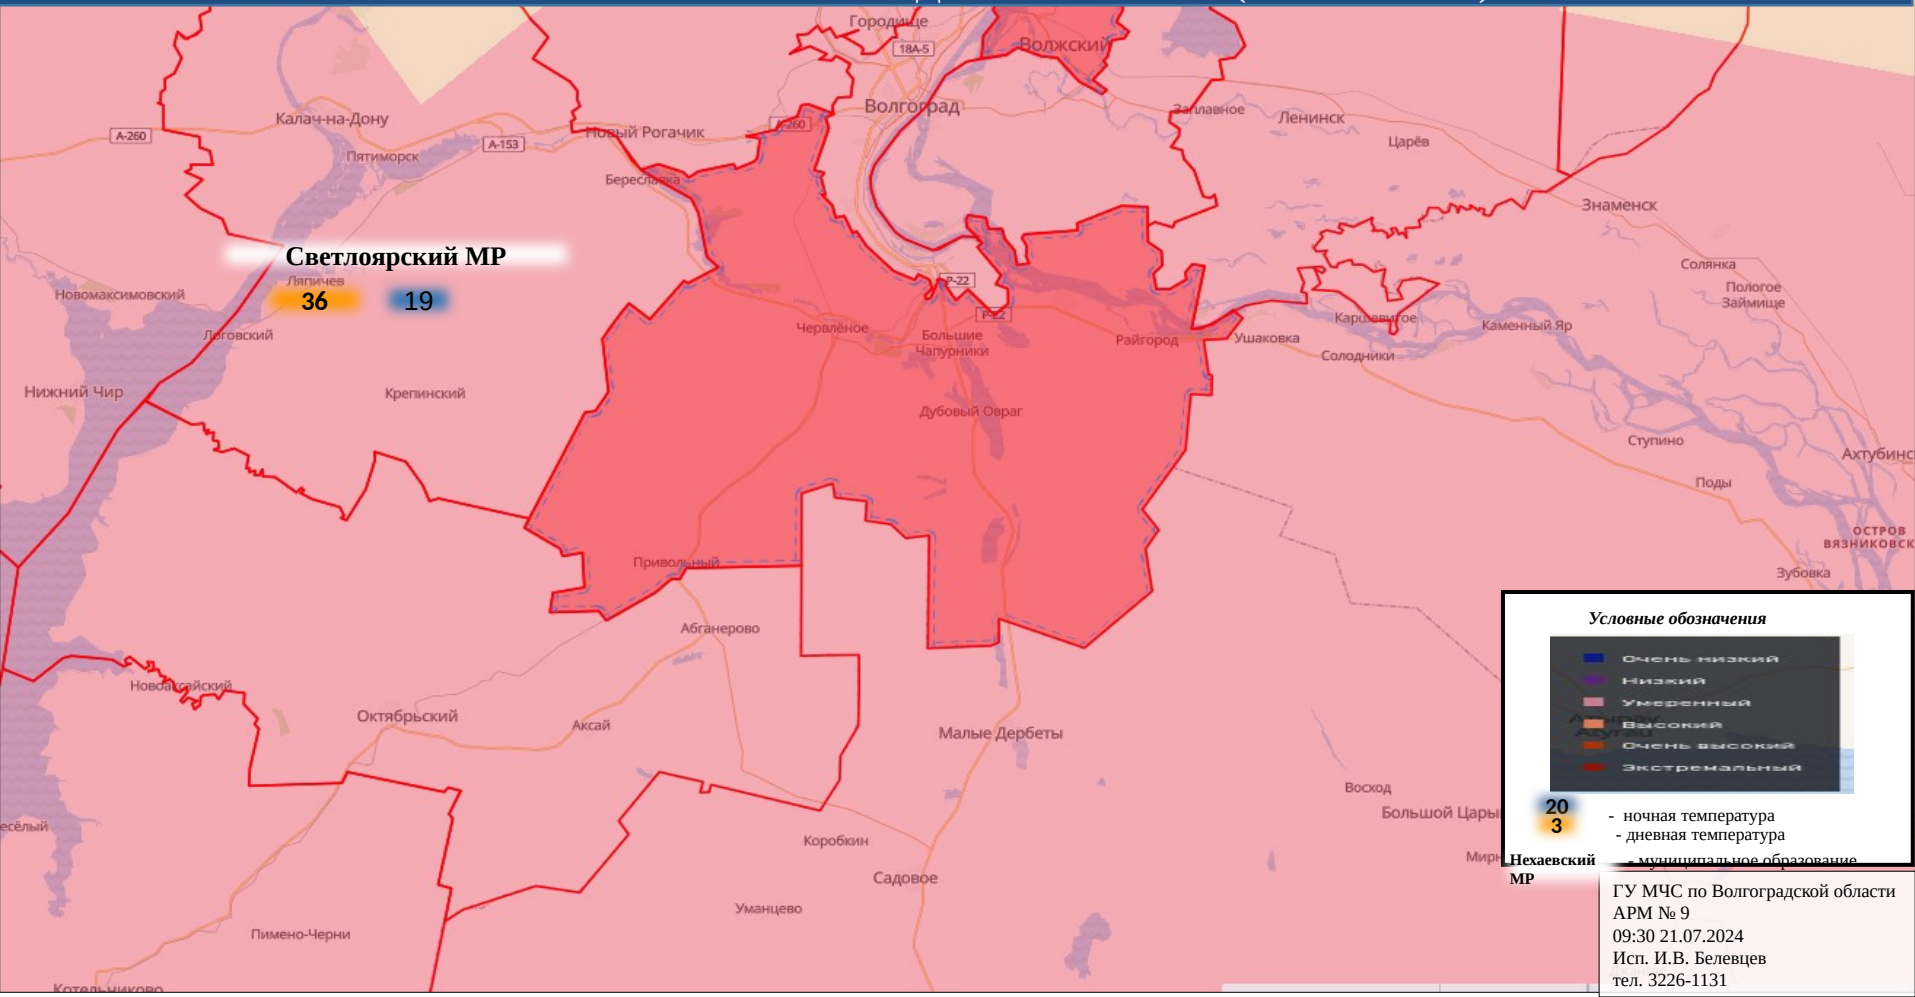 Городище
18А-5
Волжский
Волгоград
Заплавное
Ленинск
Калач-на-Дону
А-260
А-153
Новый Рогачик
А-260
Царёв
Пятиморск
Береславка
Знаменск
Светлоярский МР
Ляпичев
36 19
Новомаксимовский
Логовский
Солянка
Пологое
Займище
Р-22
Р-22
Червлёное
Большие
Чапурники
Райгород
Ушаковка
Каршевитое
Солодники
Каменный Яр
Нижний Чир
Крепинский
Дубовый Овраг
Ступино
Ахтубинс
Поды
ОСТРОВ
ВЯЗНИКОВСК
Зубовка
Привольный
Абганерово
Новоаксайский
Октябрьский
Аксай
Малые Дербеты
Восход
Большой Царын
есёлый
Коробкин
Садовое
Мирн
Уманцево
Пимено-Черни
Котельниково
Условные обозначения
Очень низкий
Низкий
Умеренный
Высокий
Очень высокий
Экстремальный
Atyrau
20 - ночная температура
3 - дневная температура
Нехаевский - муниципальное образование
МР
ГУ МЧС по Волгоградской области
АРМ № 9
09:30 21.07.2024
Исп. И.В. Белевцев
тел. 3226-1131